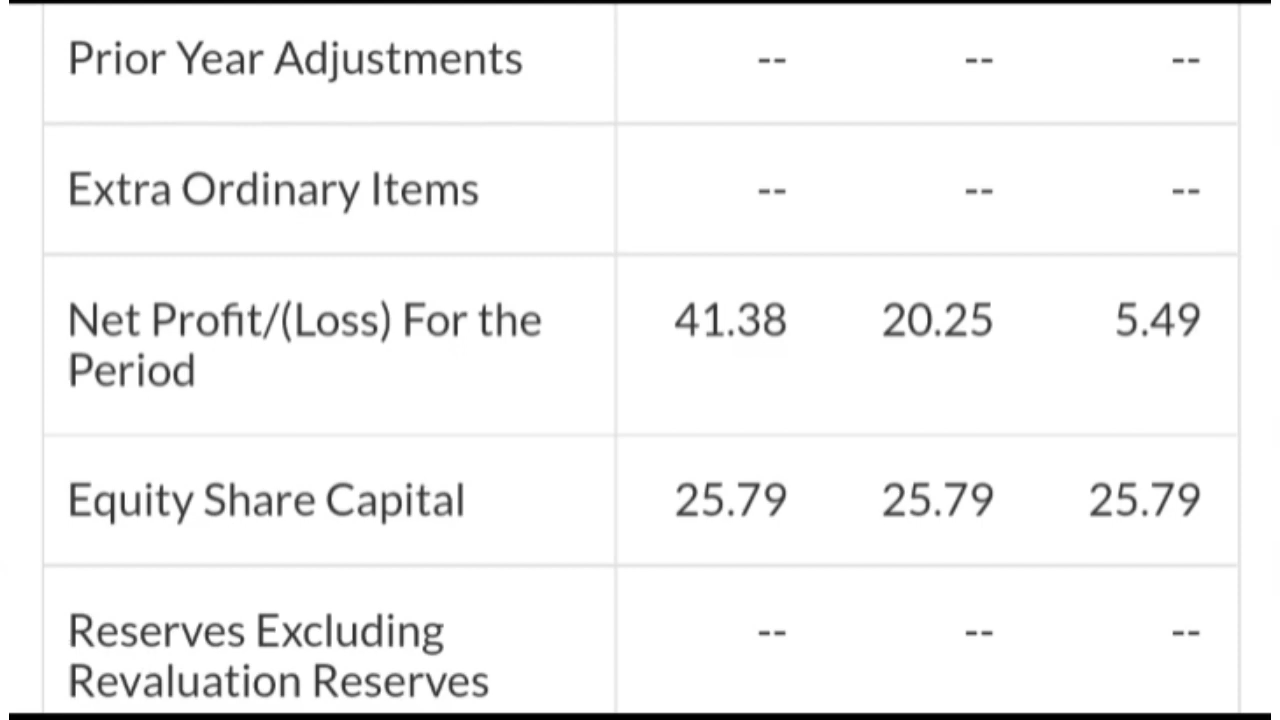 Prior Year Adjustments -- -- --
Extra Ordinary Items -- -- --
Net Profit/(Loss) For the 41.38 20.25 5.49
Period
Equity Share Capital 25.79 25.79 25.79
Reserves Excluding -- -- --
Revaluation Reserves